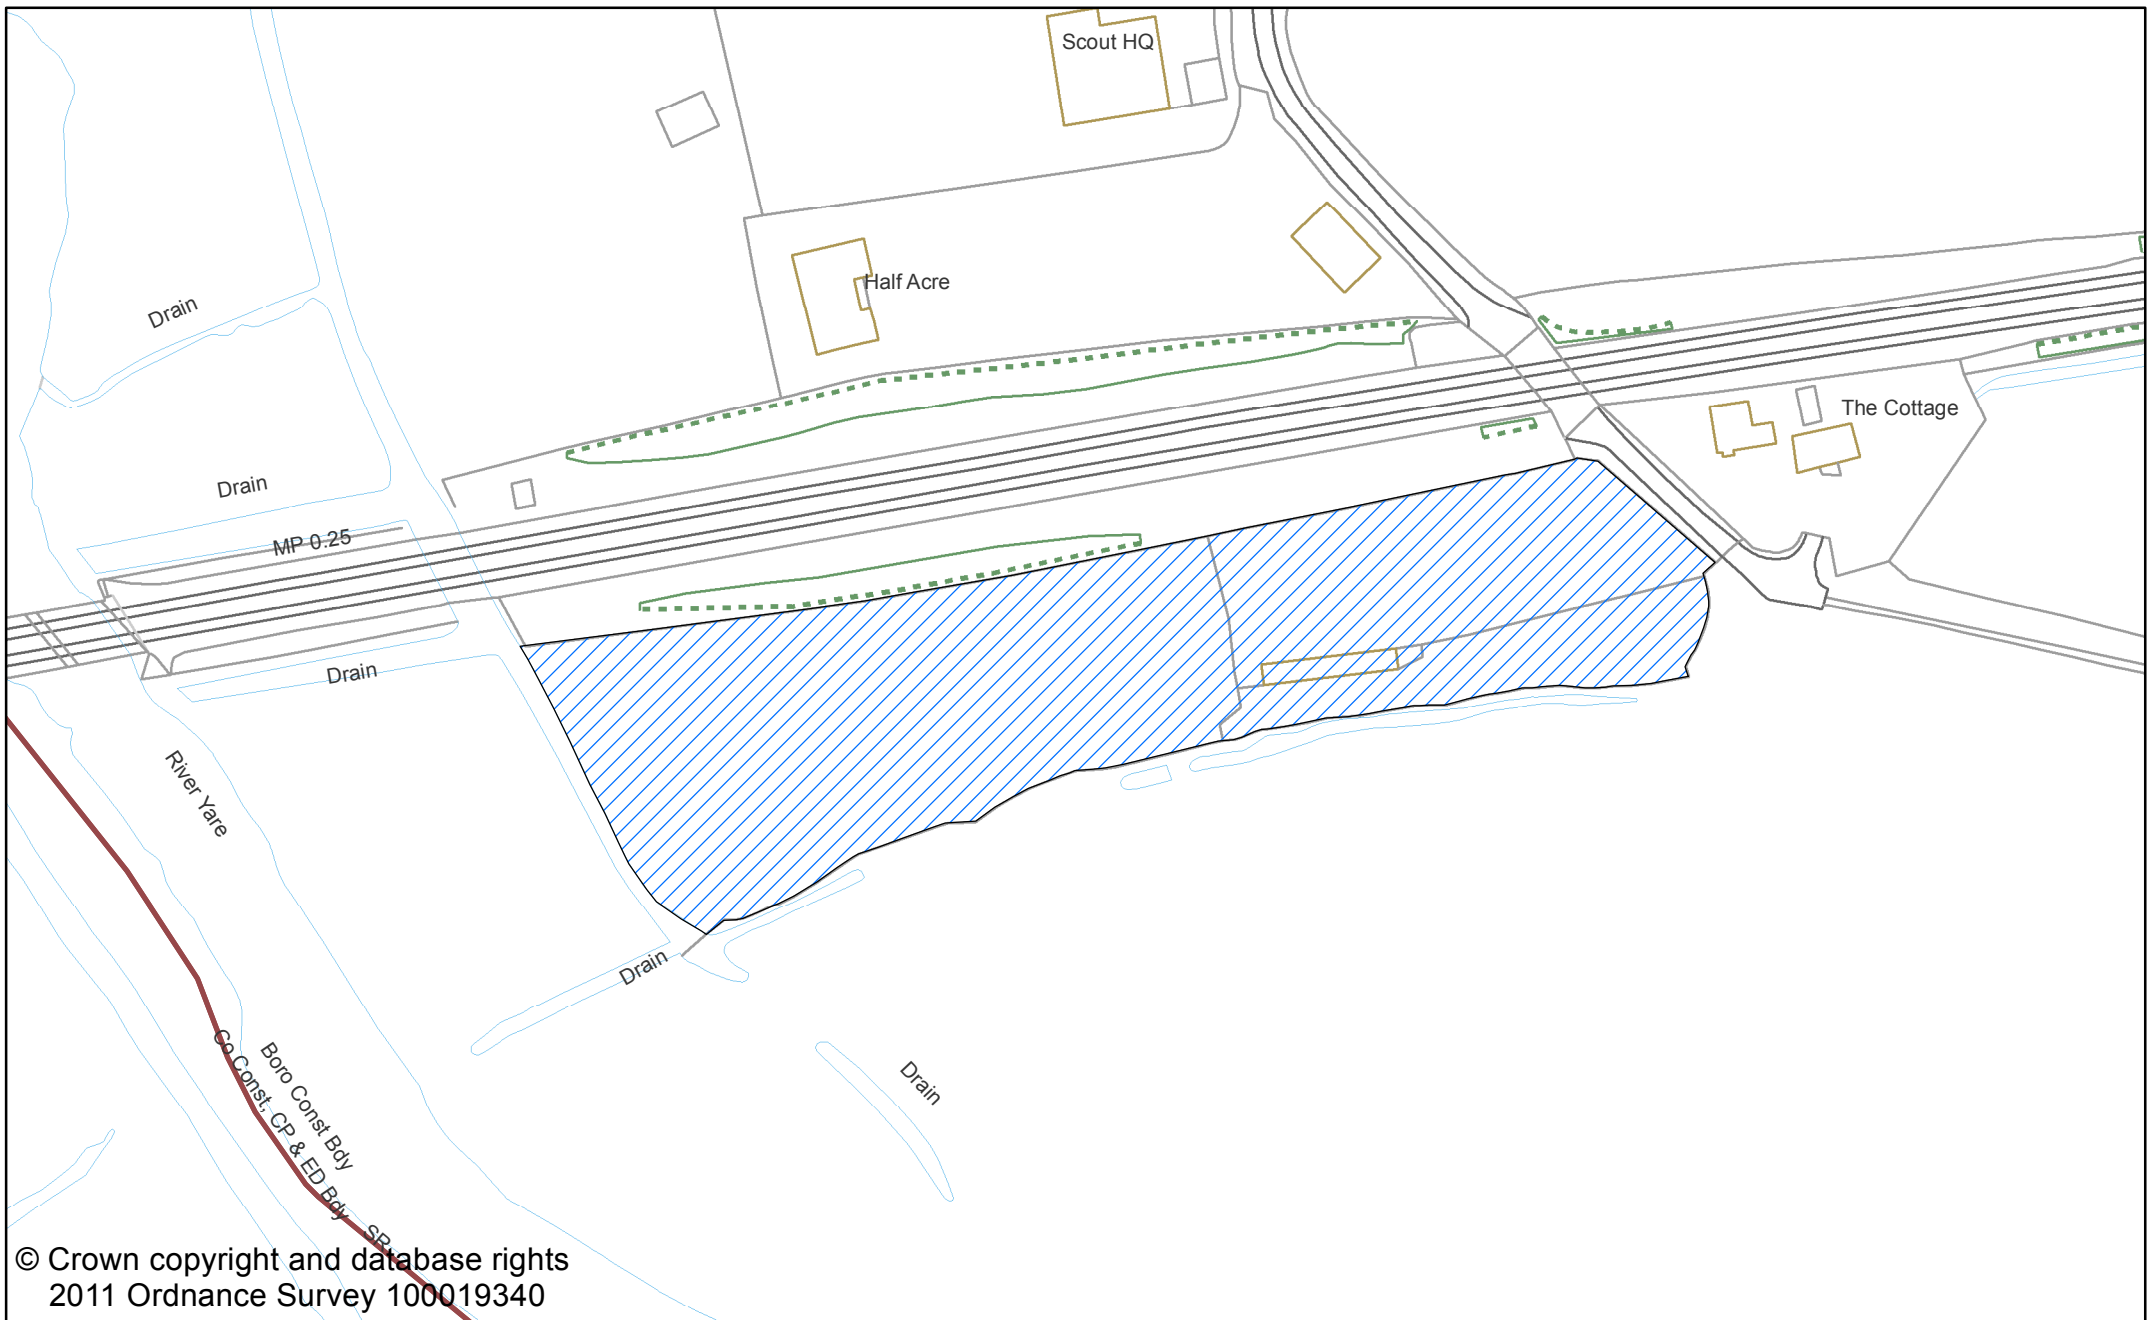 Scout HQ
Half Acre
Drain
The Cottage
Drain
MP 0.25
Drain
River Yare
Drain
Boro Const Bdy
Co Const, CP & ED Bdy
SR
Drain
© Crown copyright and database rights
2011 Ordnance Survey 100019340